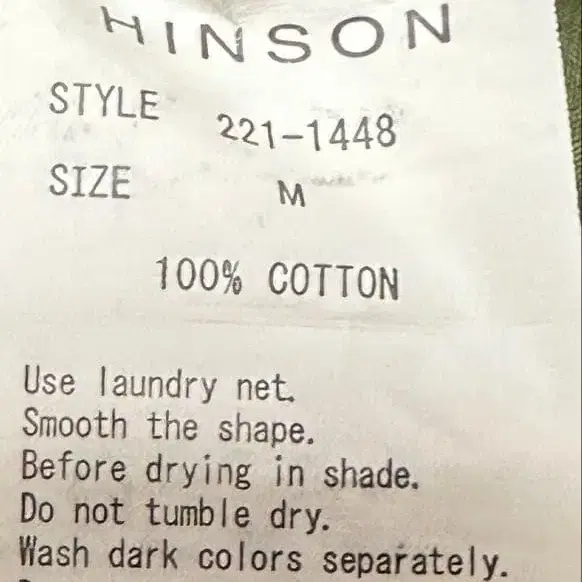 HINSON
STYLE 221-1448
SIZE M
100% COTTON
Use laundry net.
Smooth the shape.
Before drying in shade.
Do not tumble dry.
Wash dark colors separately.